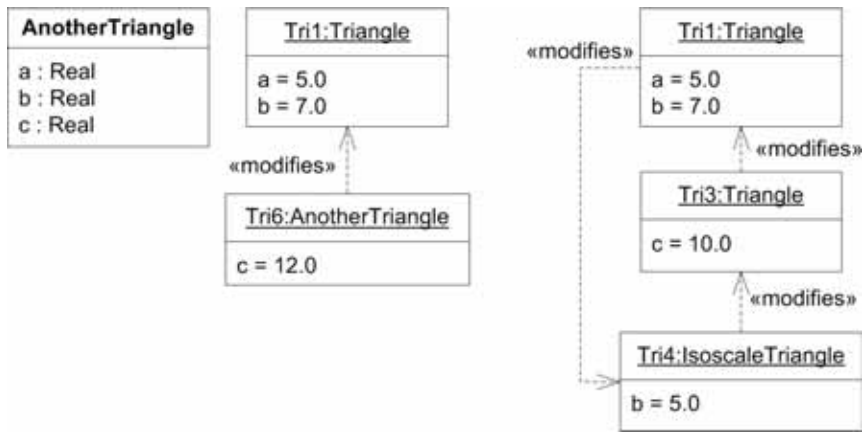 AnotherTriangle
a : Real
b : Real
c : Real
Tri1:Triangle
a = 5.0
b = 7.0
«modifies»
Tri6:AnotherTriangle
c = 12.0
«modifies»
Tri1:Triangle
a = 5.0
b = 7.0
«modifies»
Tri3:Triangle
c = 10.0
«modifies»
Tri4:IsoscaleTriangle
b = 5.0